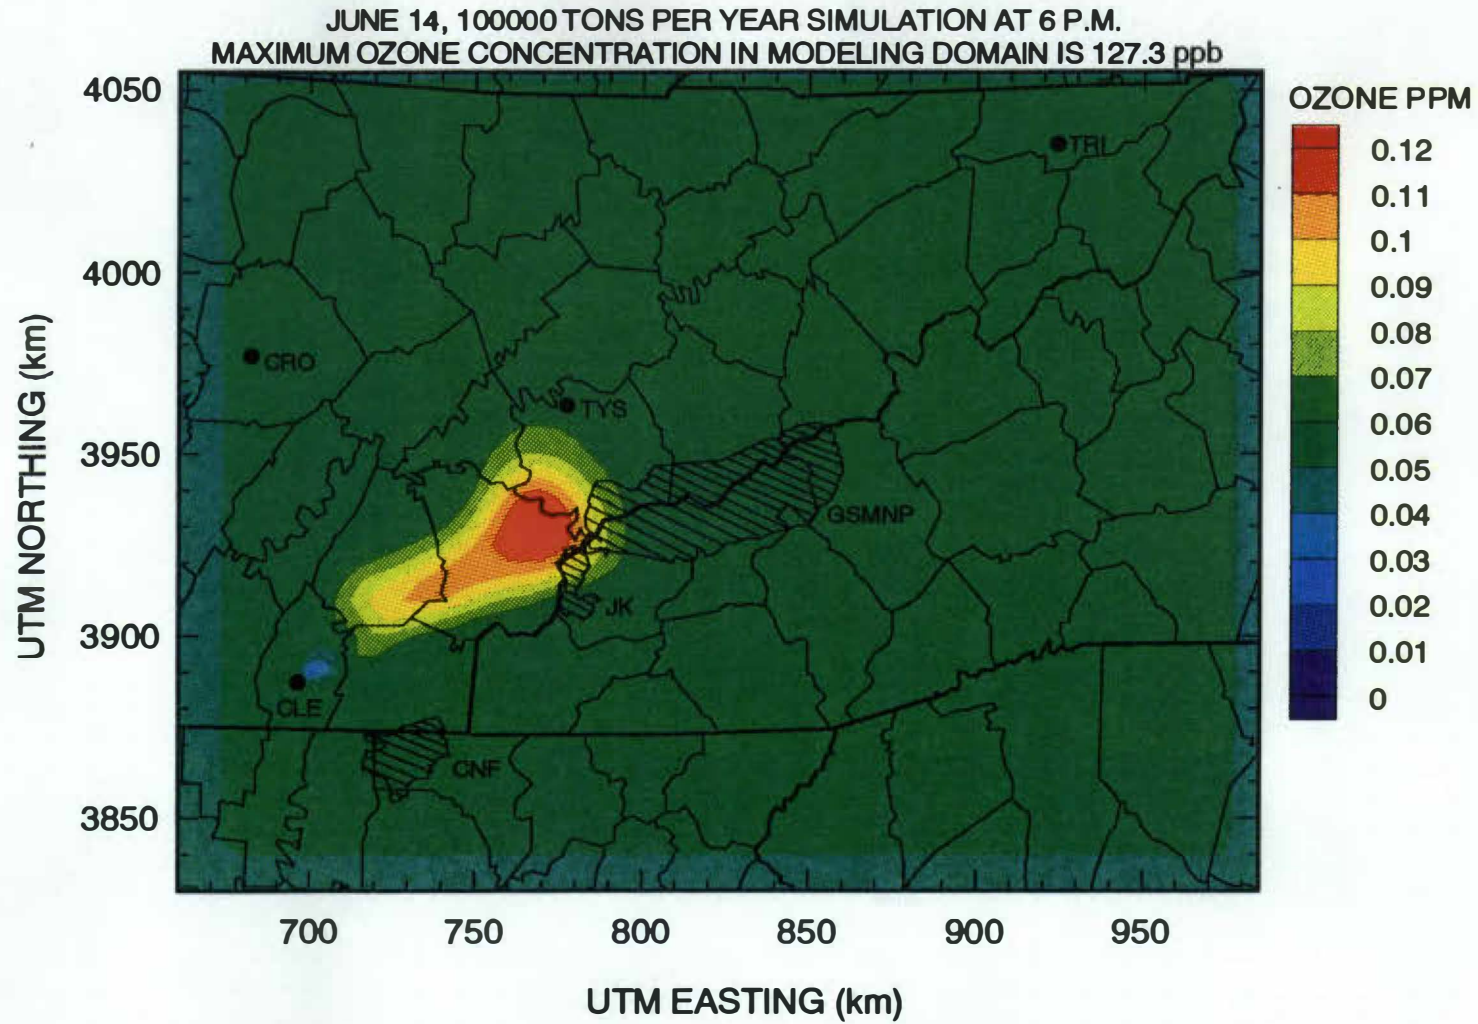 JUNE 14, 100000 TONS PER YEAR SIMULATION AT 6 P.M.
MAXIMUM OZONE CONCENTRATION IN MODELING DOMAIN IS 127.3 ppb
OZONE PPM
0.12
0.11
0.1
0.09
0.08
0.07
0.06
0.05
0.04
0.03
0.02
0.01
0
UTM NORTHING (km)
4050
4000
3950
3900
3850
TRI
CRO
TYS
GSMNP
JK
CLE
CNF
700
750
800
850
900
950
UTM EASTING (km)